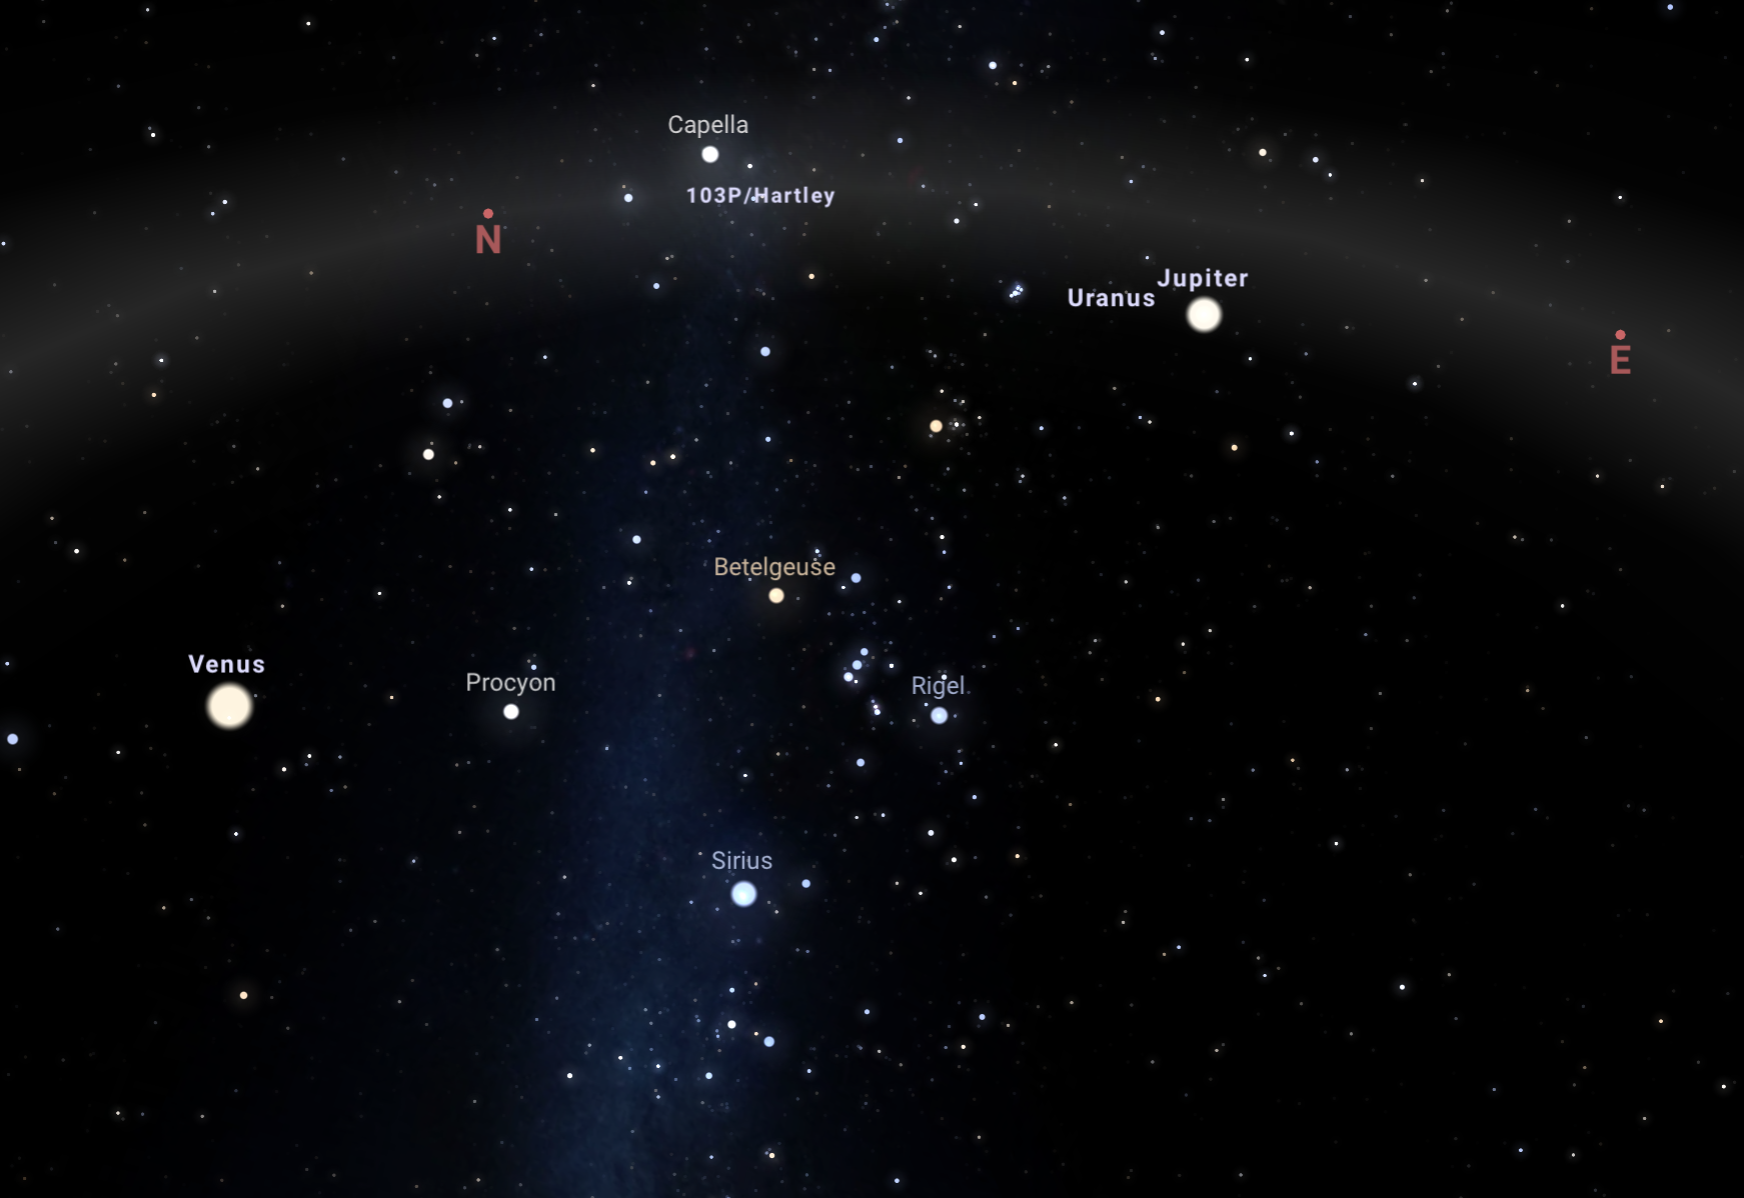 Capella
103P/Hartley
N
Jupiter
Uranus
E
Betelgeuse
Venus
Procyon
Rigel
Sirius